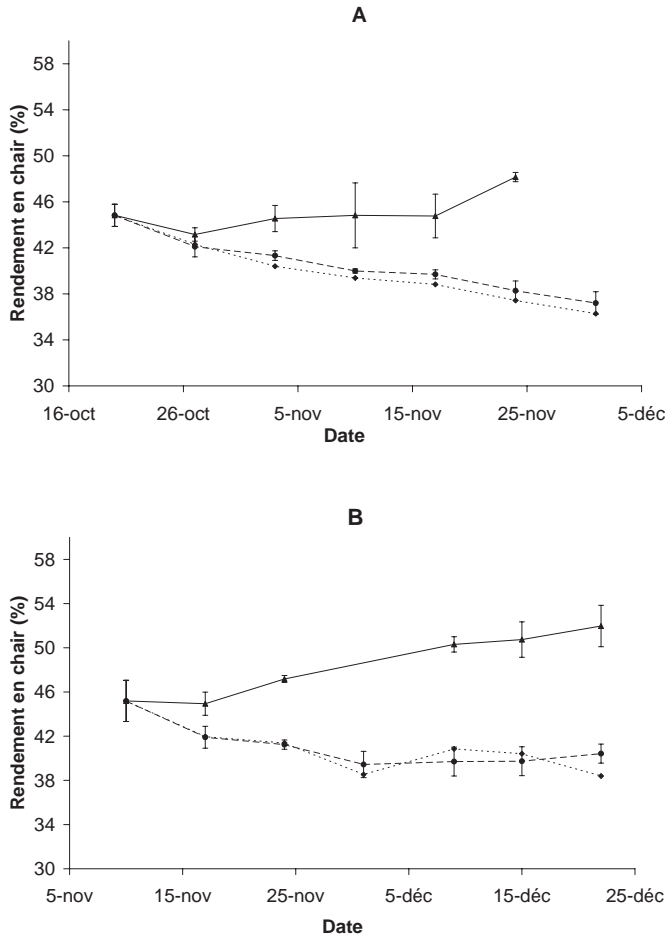 A
Rendement en chair (%)
58
54
50
46
42
38
34
30
16-oct 26-oct 5-nov 15-nov 25-nov 5-déc
Date
B
Rendement en chair (%)
58
54
50
46
42
38
34
30
5-nov 15-nov 25-nov 5-déc 15-déc 25-déc
Date